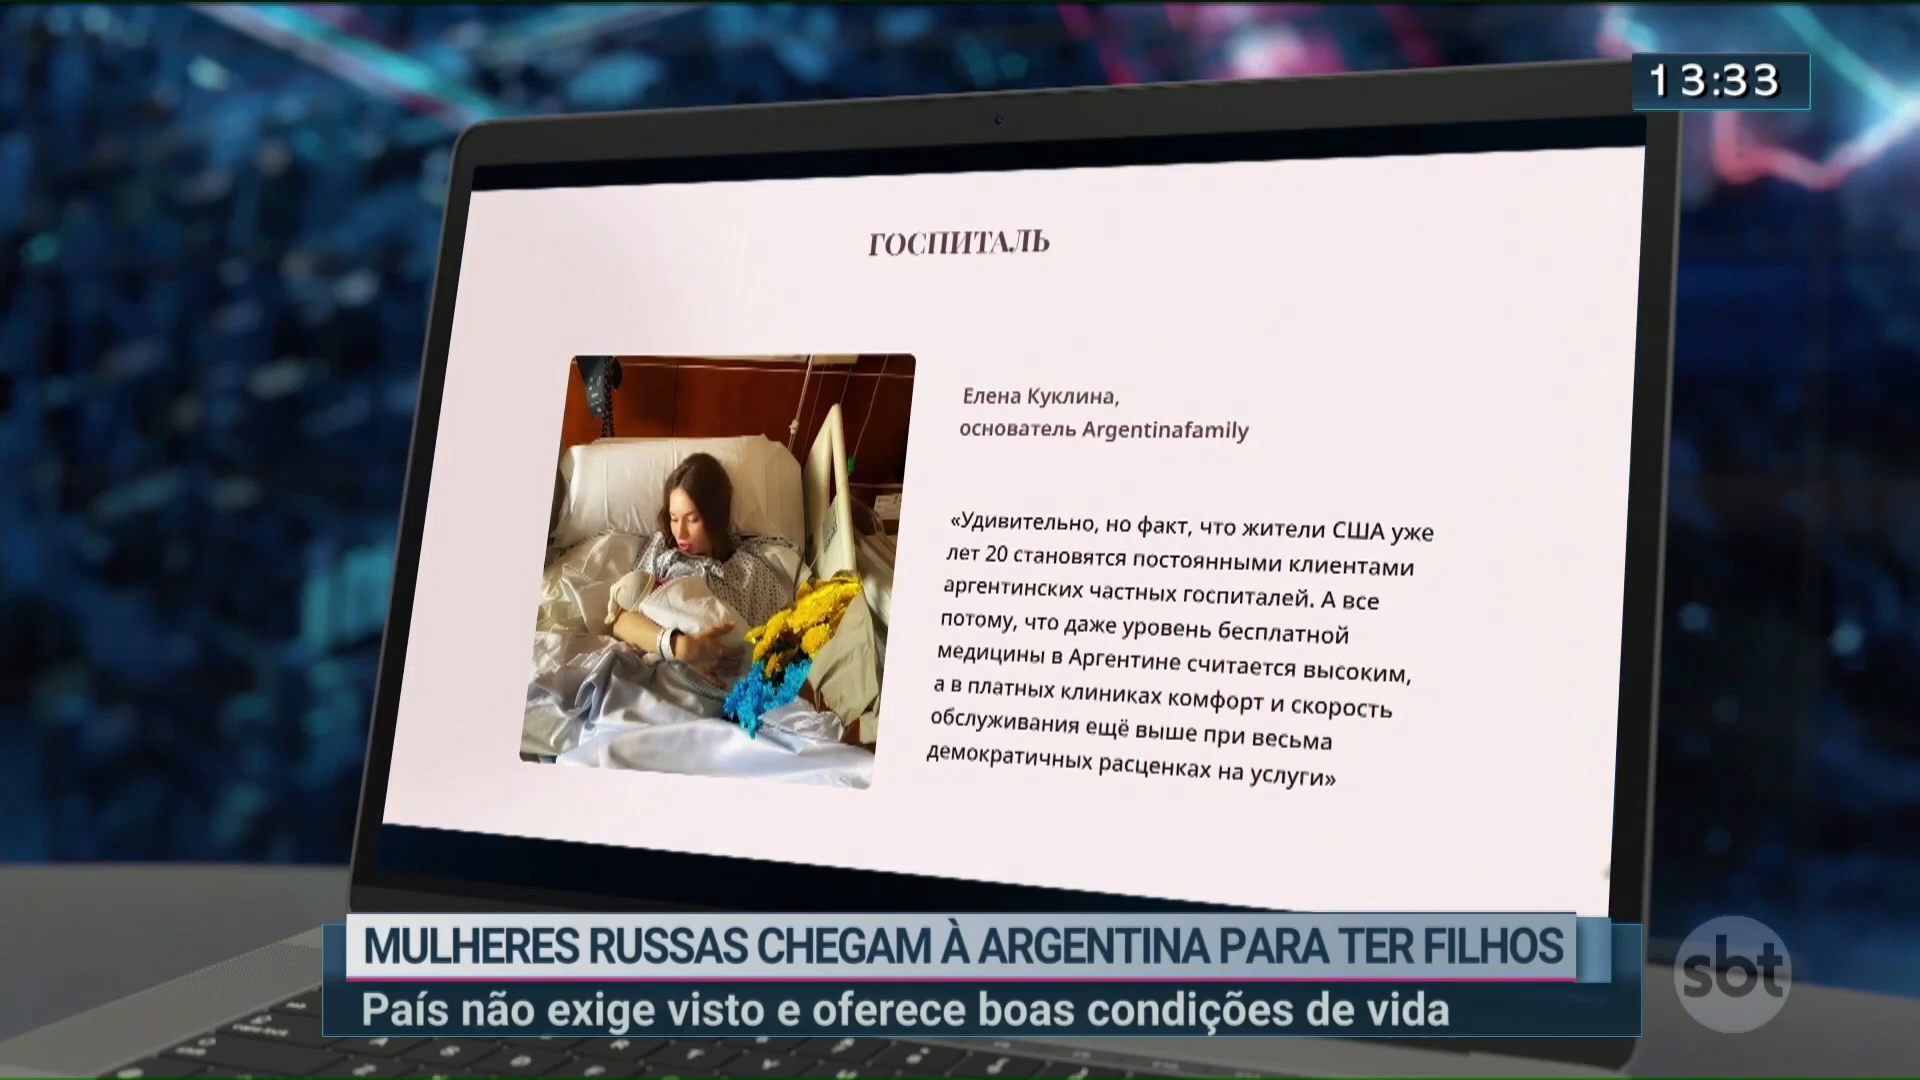 13:33
ГОСПИТАЛЬ
Елена Куклина,
основатель Argentinafamily
«Удивительно, но факт, что жители США уже
лет 20 становятся постоянными клиентами
аргентинских частных госпиталей. А все
потому, что даже уровень бесплатной
медицины в Аргентине считается высоким,
а в платных клиниках комфорт и скорость
обслуживания ещё выше при весьма
демократичных расценках на услуги»
MULHERES RUSSAS CHEGAM À ARGENTINA PARA TER FILHOS
País não exige visto e oferece boas condições de vida
sbt